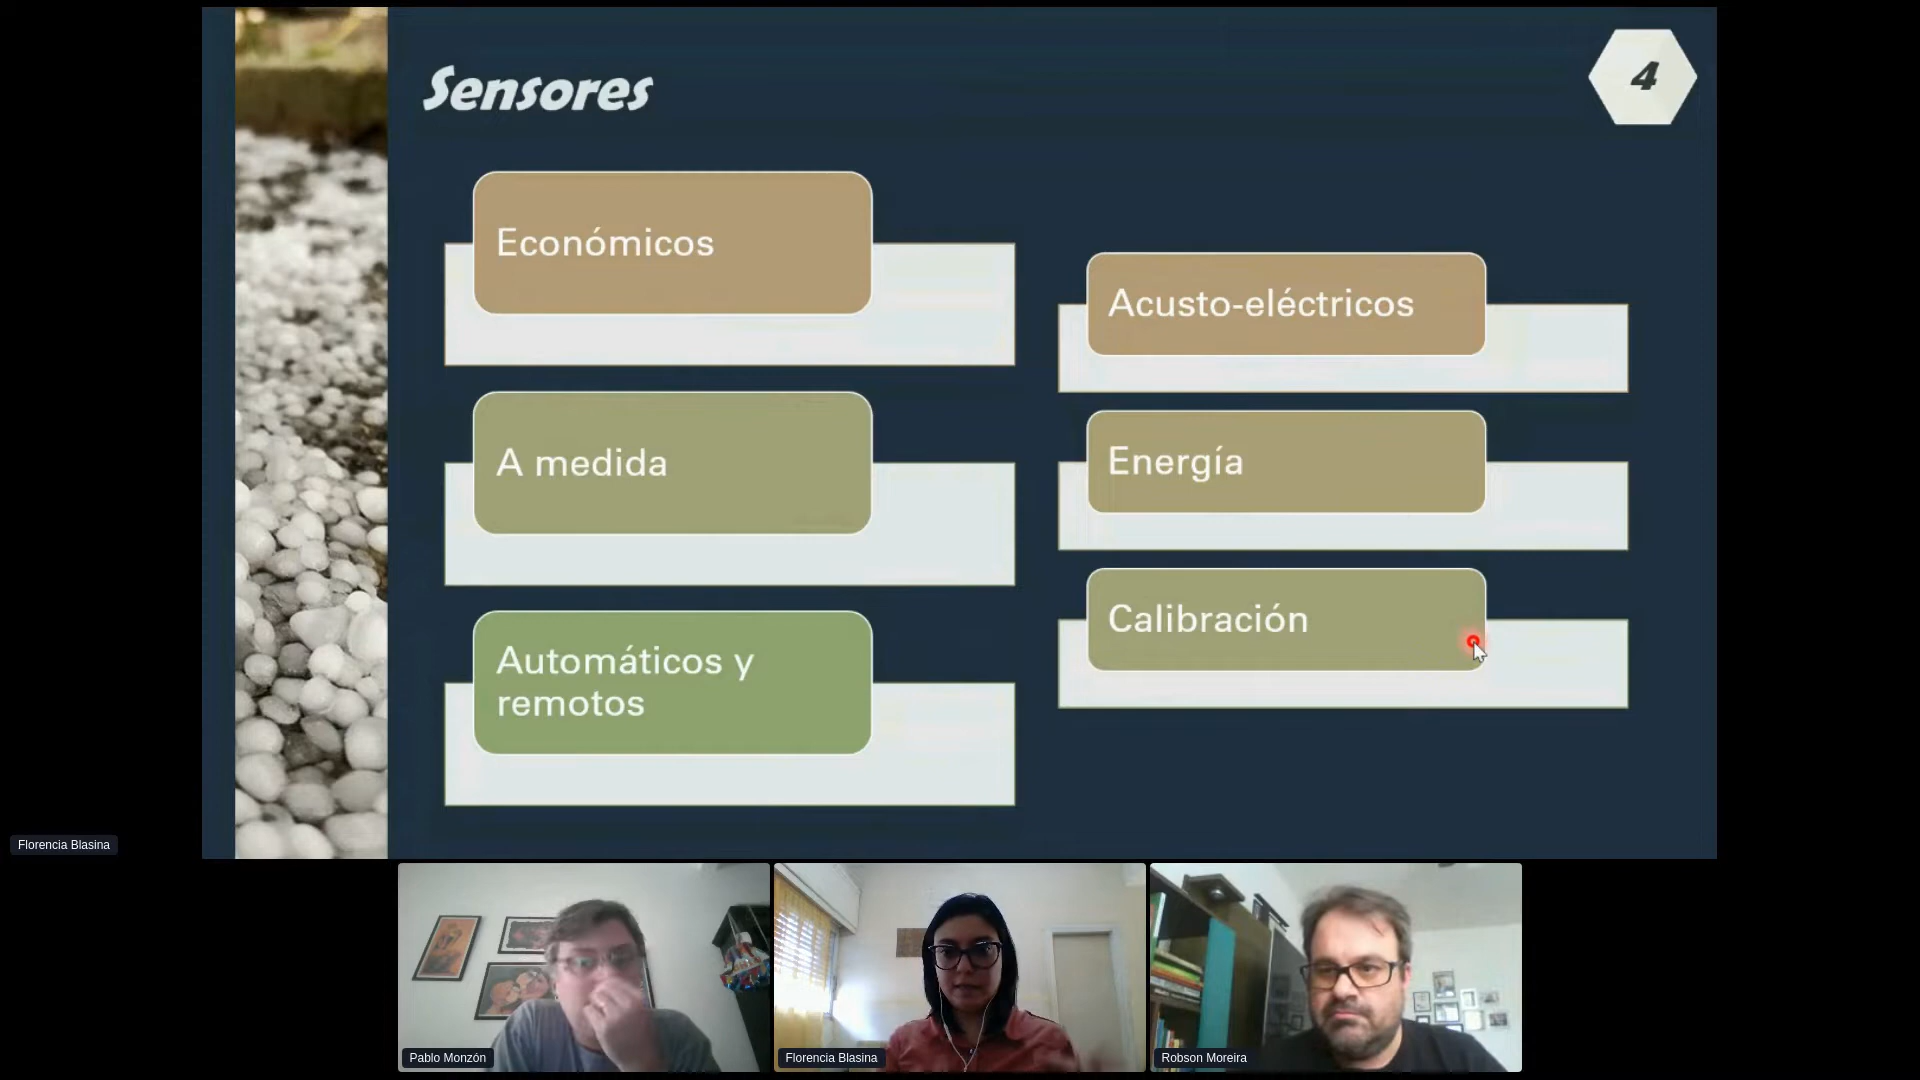 Sensores
4
Económicos
A medida
Automáticos y
remotos
Acusto-eléctricos
Energía
Calibración
Florencia Blasina
Pablo Monzón
Florencia Blasina
Robson Moreira